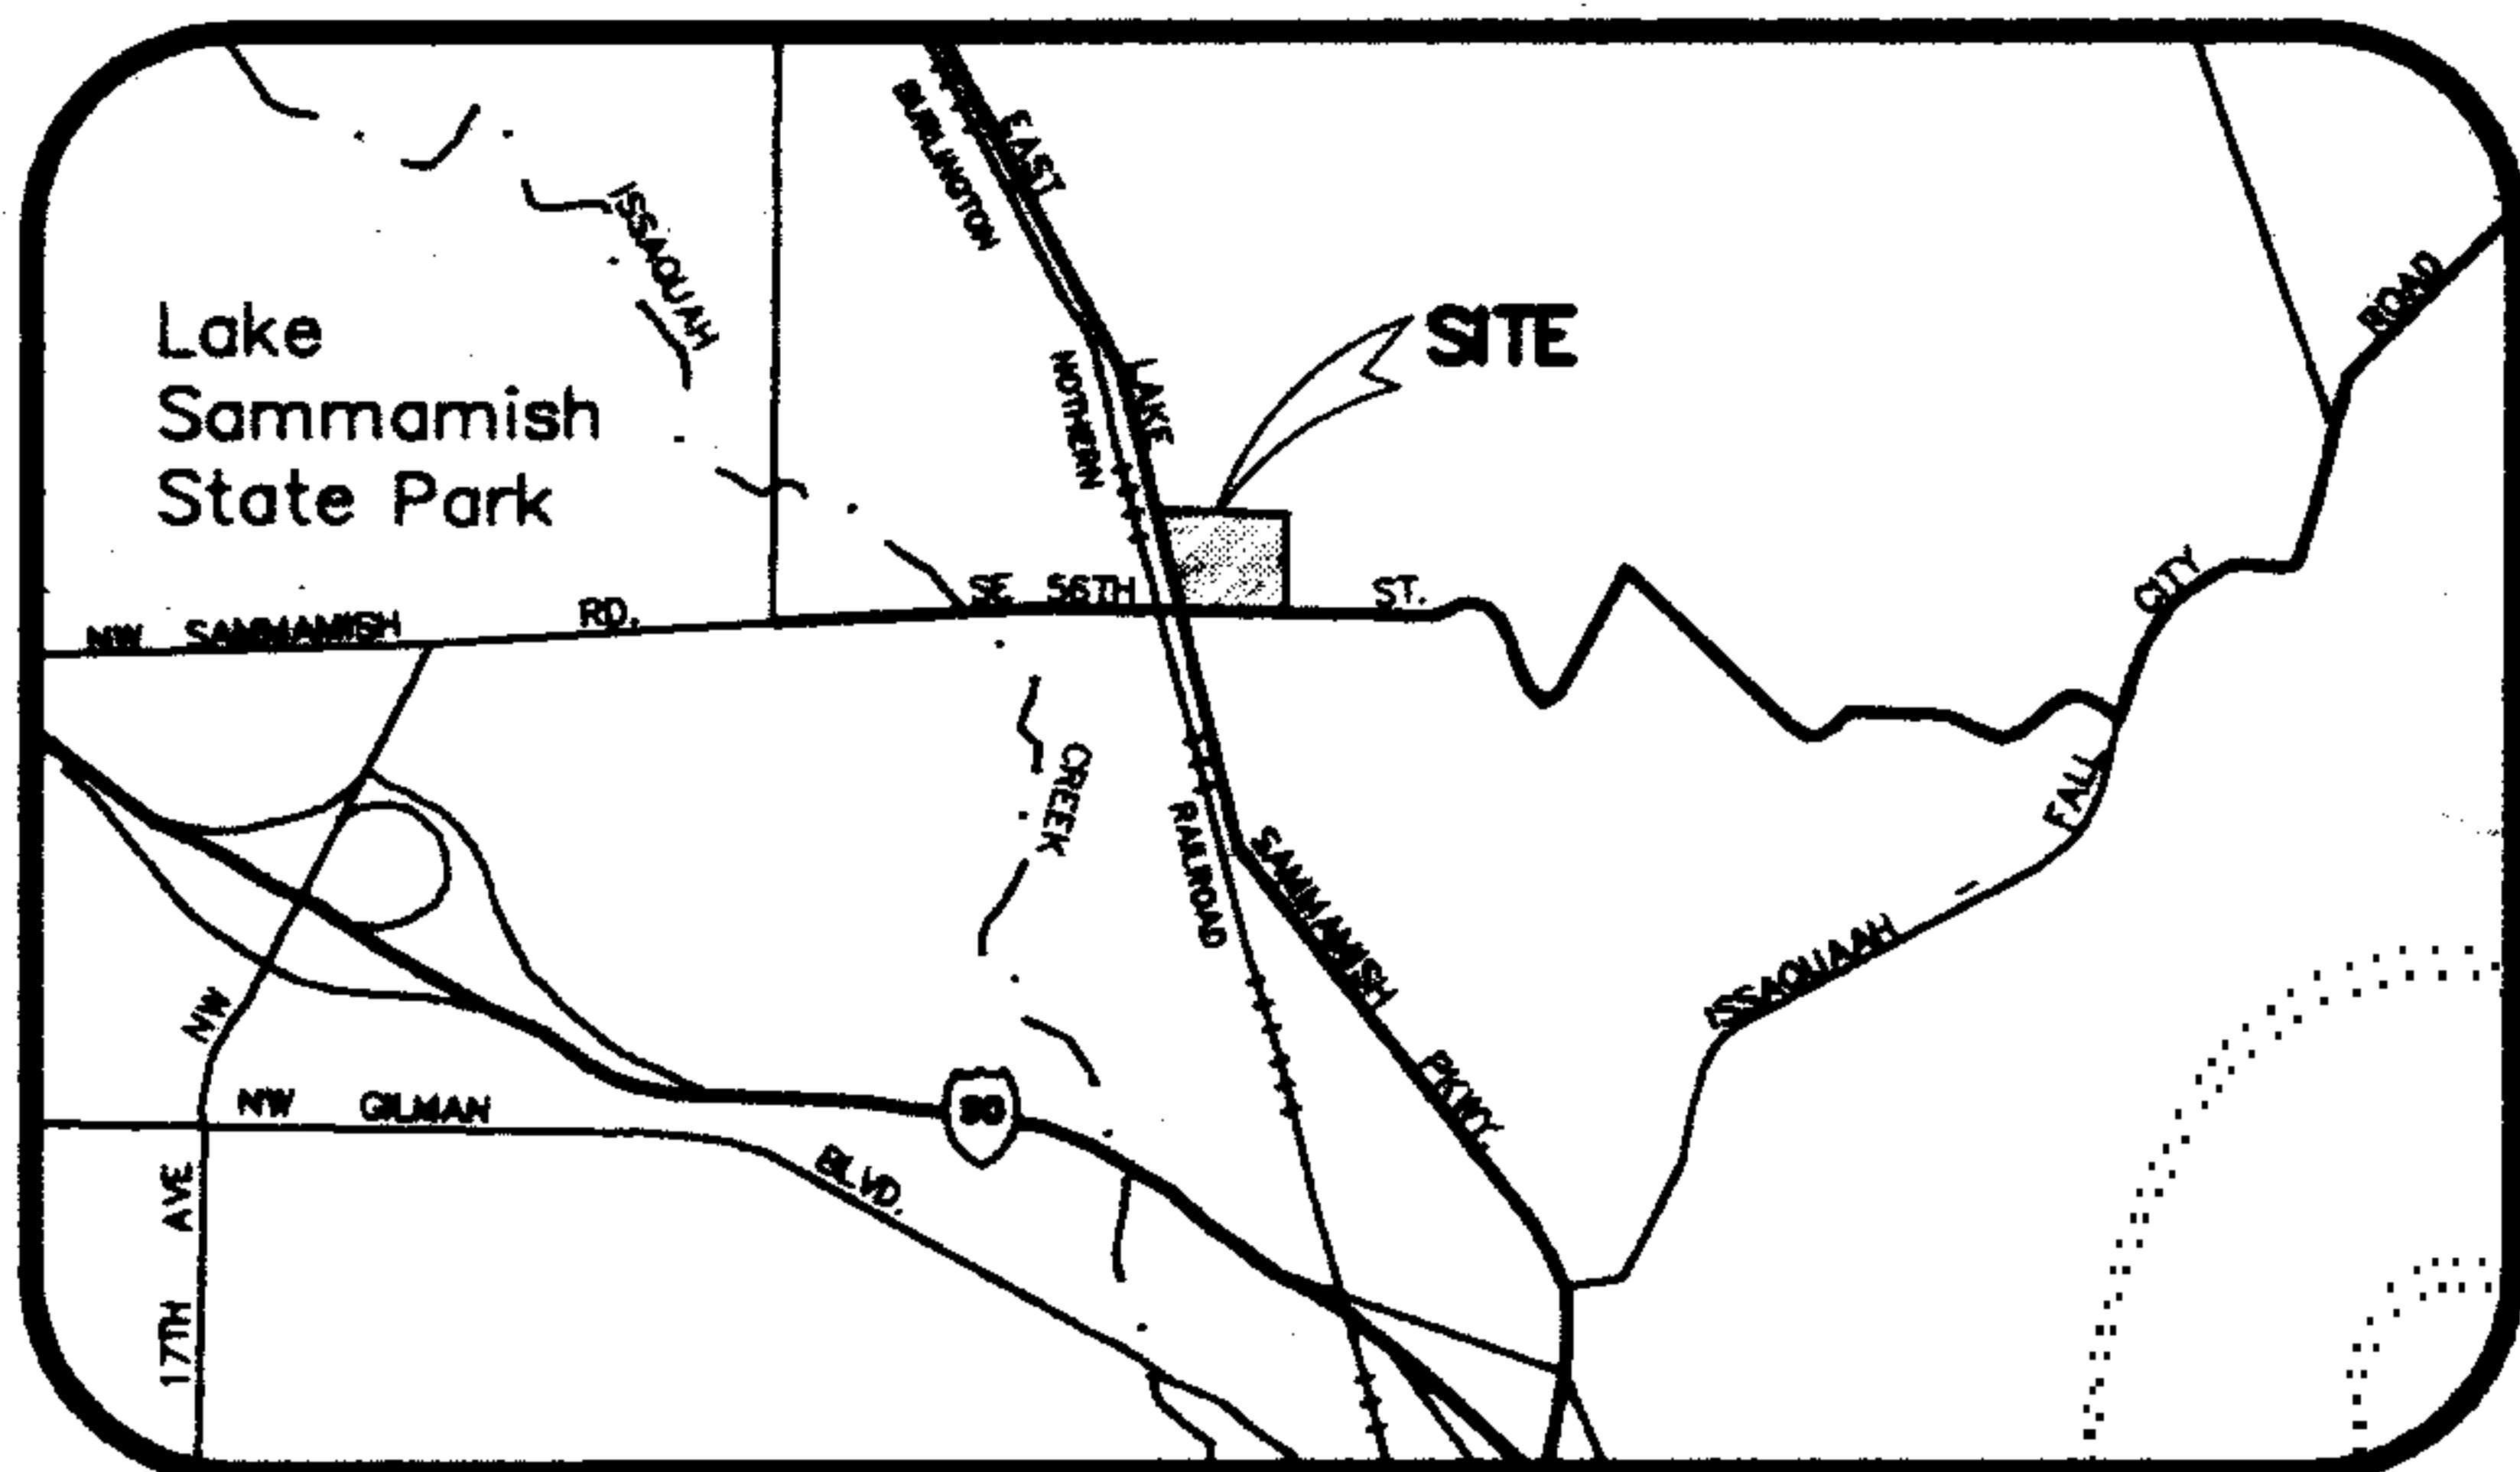 EAST
BURLINGTON
ISSAQUAH
Lake
Sammamish
State Park
SITE
ROAD
LAKE
NOTHERN
SE 56TH ST.
NW SAMMAMISH RD.
CITY
CREEK
FALL
RAILROAD
SAMMAMISH
ISSAQUAAH
NW
PKWY.
NW GILMAN
90
BLVD.
AVE
17TH